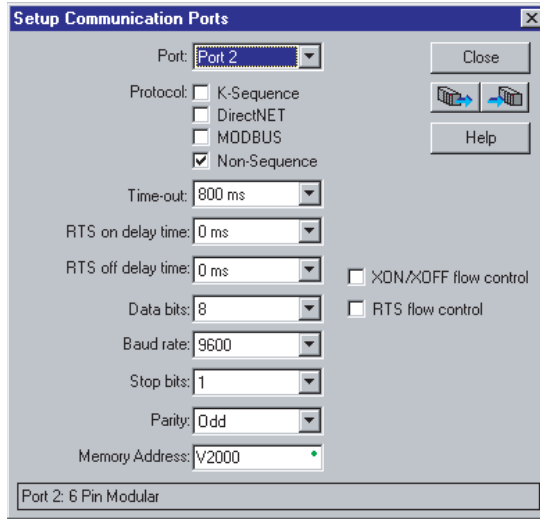 Setup Communication Ports
Port: Port 2
Close
Protocol: K-Sequence
DirectNET
MODBUS
Help
Non-Sequence
Time-out: 800 ms
RTS on delay time: 0 ms
RTS off delay time: 0 ms
XON/XOFF flow control
Data bits: 8
RTS flow control
Baud rate: 9600
Stop bits: 1
Parity: Odd
Memory Address: V2000
Port 2: 6 Pin Modular